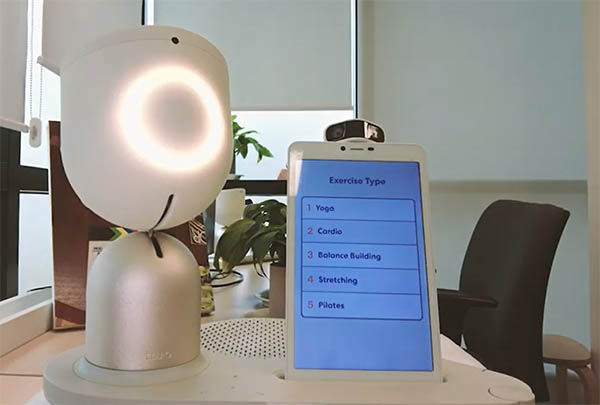 Exercise Type
1 Yoga
2 Cardio
3 Balance Building
4 Stretching
5 Pilates